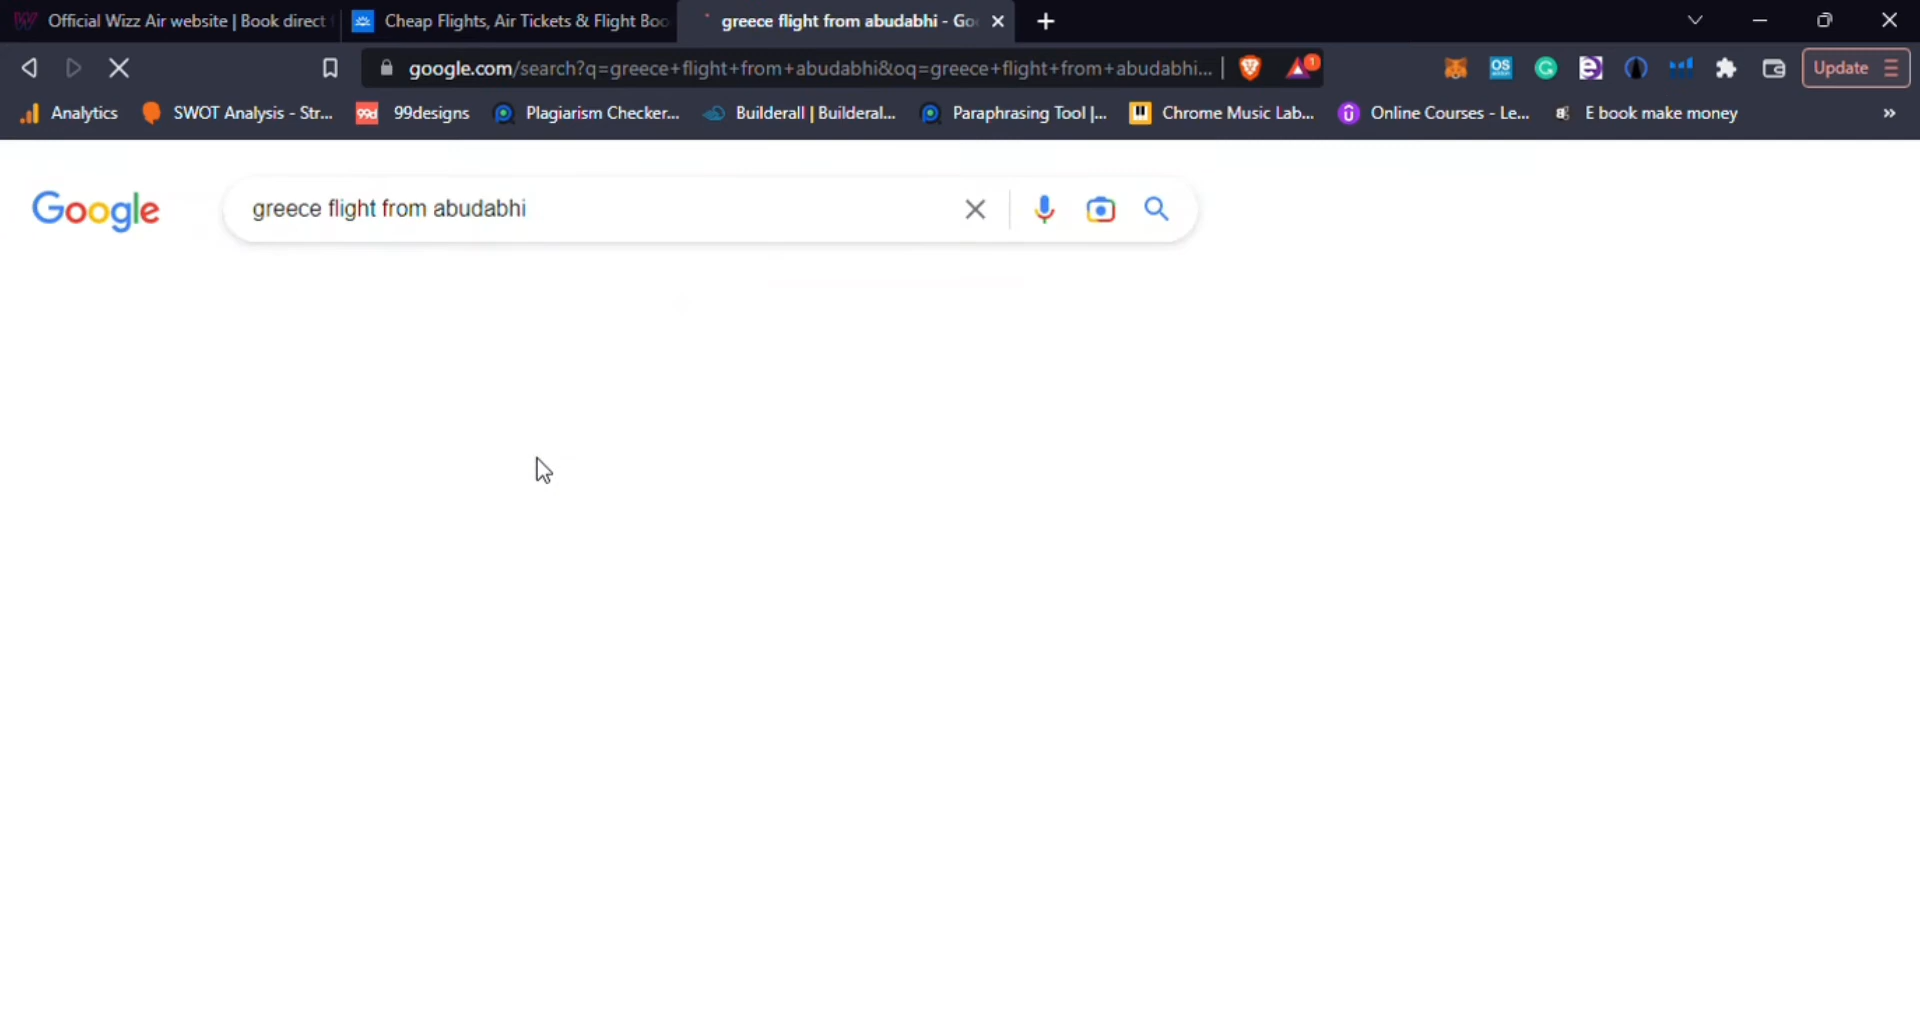 Official Wizz Air website | Book direct
Cheap Flights, Air Tickets & Flight Boo
greece flight from abudabhi - Go
google.com/search?q=greece+flight+from+abudabhi&oq=greece+flight+from+abudabhi...
1
Update
Analytics
SWOT Analysis - Str...
99d
99designs
Plagiarism Checker...
Builderall | Builderal...
Paraphrasing Tool |...
Chrome Music Lab...
Online Courses - Le...
E book make money
»
Google
greece flight from abudabhi